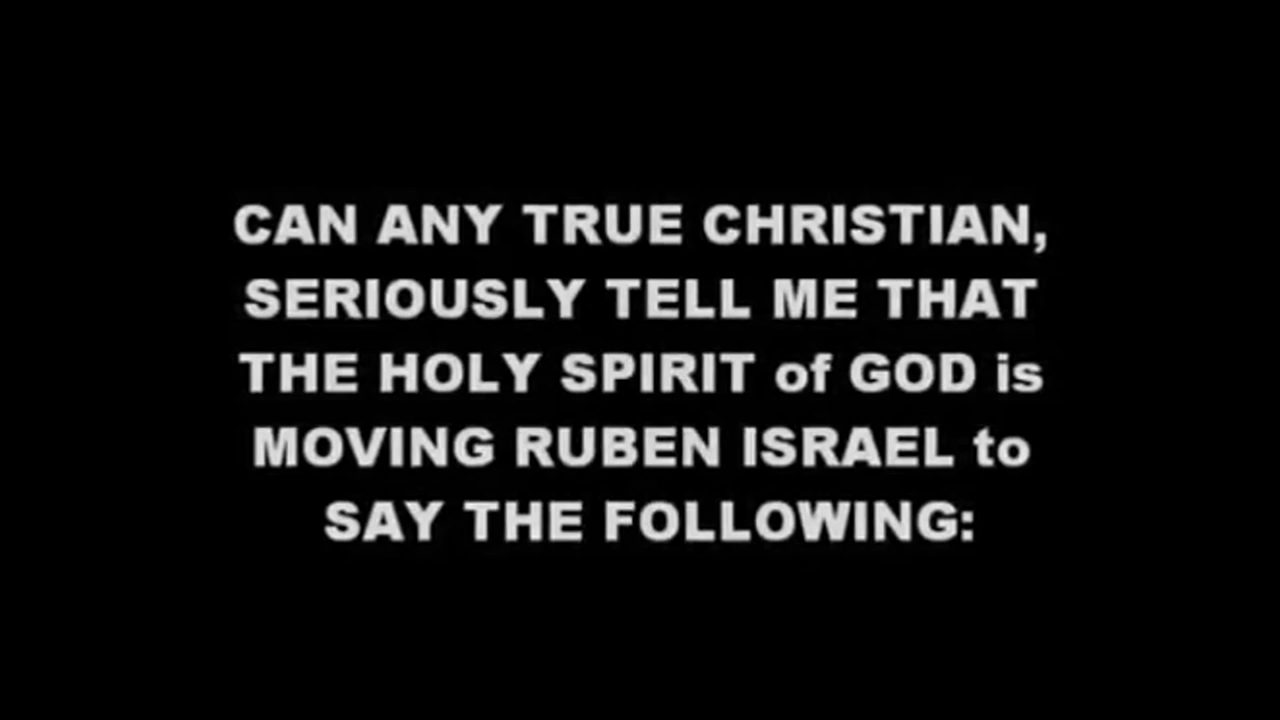 CAN ANY TRUE CHRISTIAN,
SERIOUSLY TELL ME THAT
THE HOLY SPIRIT of GOD is
MOVING RUBEN ISRAEL to
SAY THE FOLLOWING: